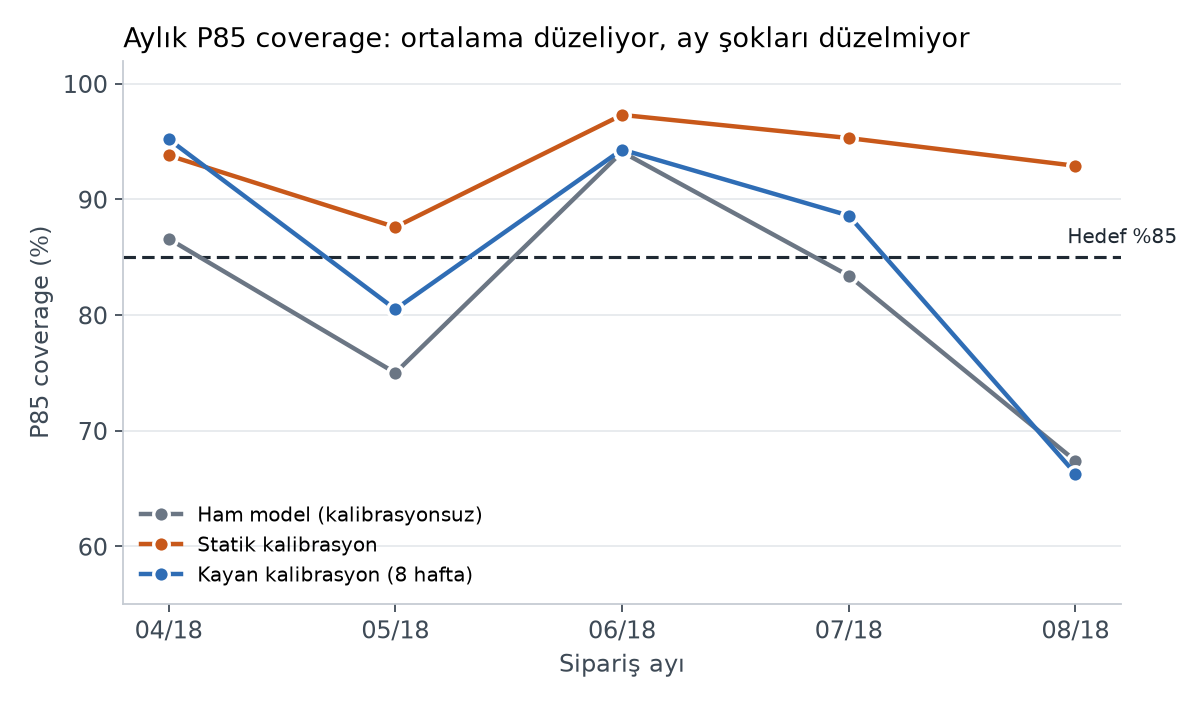 Aylık P85 coverage: ortalama düzeliyor, ay şokları düzelmiyor
100
90
80
70
60
P85 coverage (%)
Hedef %85
Ham model (kalibrasyonsuz)
Statik kalibrasyon
Kayan kalibrasyon (8 hafta)
04/18
05/18
06/18
07/18
08/18
Sipariş ayı